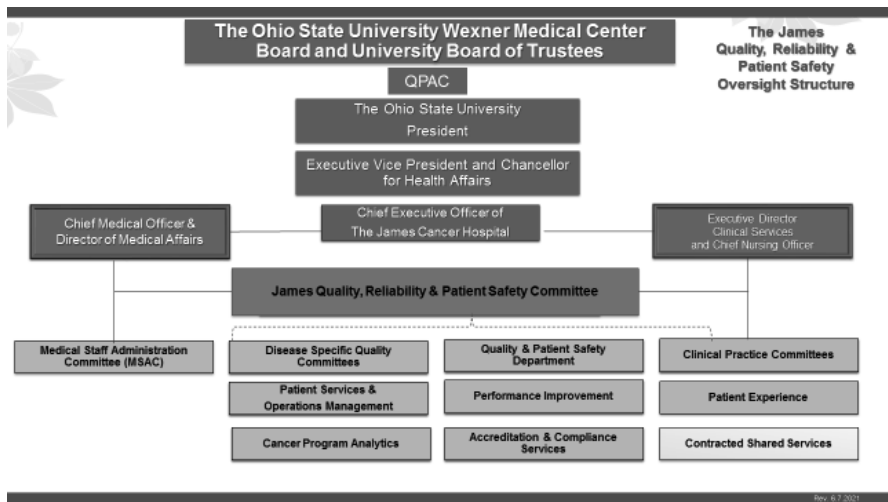 The Ohio State University Wexner Medical Center
Board and University Board of Trustees
The James
Quality, Reliability &
Patient Safety
Oversight Structure
QPAC
The Ohio State University
President
Executive Vice President and Chancellor
for Health Affairs
Chief Medical Officer &
Director of Medical Affairs
Chief Executive Officer of
The James Cancer Hospital
Executive Director
Clinical Services
and Chief Nursing Officer
James Quality, Reliability & Patient Safety Committee
Medical Staff Administration
Committee (MSAC)
Disease Specific Quality
Committees
Quality & Patient Safety
Department
Clinical Practice Committees
Patient Services &
Operations Management
Performance Improvement
Patient Experience
Cancer Program Analytics
Accreditation & Compliance
Services
Contracted Shared Services
Rev. 6.7.2021